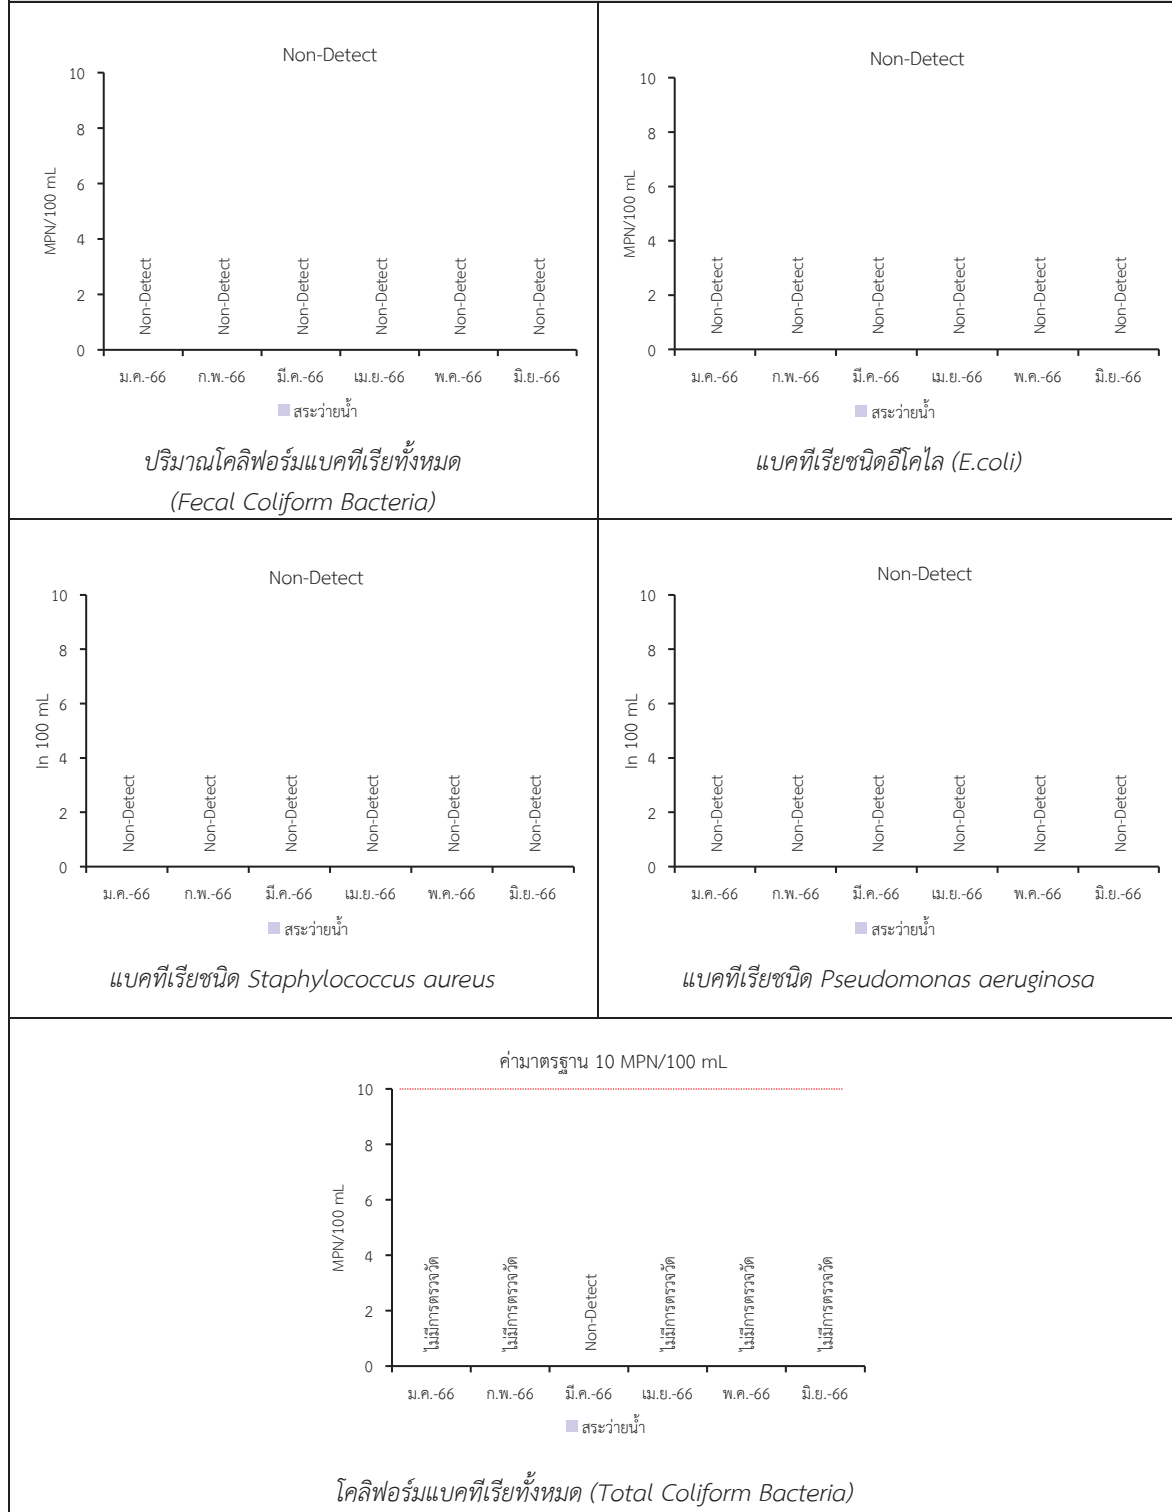 Non-Detect
10
8
6
4
2
0
MPN/100 mL
Non-Detect
Non-Detect
Non-Detect
Non-Detect
Non-Detect
Non-Detect
ม.ค.-66 ก.พ.-66 มี.ค.-66 เม.ย.-66 พ.ค.-66 มิ.ย.-66
สระว่ายน้ำ
ปริมาณโคลิฟอร์มแบคทีเรียทั้งหมด
(Fecal Coliform Bacteria)
Non-Detect
10
8
6
4
2
0
MPN/100 mL
Non-Detect
Non-Detect
Non-Detect
Non-Detect
Non-Detect
Non-Detect
ม.ค.-66 ก.พ.-66 มี.ค.-66 เม.ย.-66 พ.ค.-66 มิ.ย.-66
สระว่ายน้ำ
แบคทีเรียชนิดอีโคไล (E.coli)
Non-Detect
10
8
6
4
2
0
In 100 mL
Non-Detect
Non-Detect
Non-Detect
Non-Detect
Non-Detect
Non-Detect
ม.ค.-66 ก.พ.-66 มี.ค.-66 เม.ย.-66 พ.ค.-66 มิ.ย.-66
สระว่ายน้ำ
แบคทีเรียชนิด Staphylococcus aureus
Non-Detect
10
8
6
4
2
0
In 100 mL
Non-Detect
Non-Detect
Non-Detect
Non-Detect
Non-Detect
Non-Detect
ม.ค.-66 ก.พ.-66 มี.ค.-66 เม.ย.-66 พ.ค.-66 มิ.ย.-66
สระว่ายน้ำ
แบคทีเรียชนิด Pseudomonas aeruginosa
ค่ามาตรฐาน 10 MPN/100 mL
10
8
6
4
2
0
MPN/100 mL
ไม่มีการตรวจวัด
ไม่มีการตรวจวัด
Non-Detect
ไม่มีการตรวจวัด
ไม่มีการตรวจวัด
ไม่มีการตรวจวัด
ม.ค.-66 ก.พ.-66 มี.ค.-66 เม.ย.-66 พ.ค.-66 มิ.ย.-66
สระว่ายน้ำ
โคลิฟอร์มแบคทีเรียทั้งหมด (Total Coliform Bacteria)